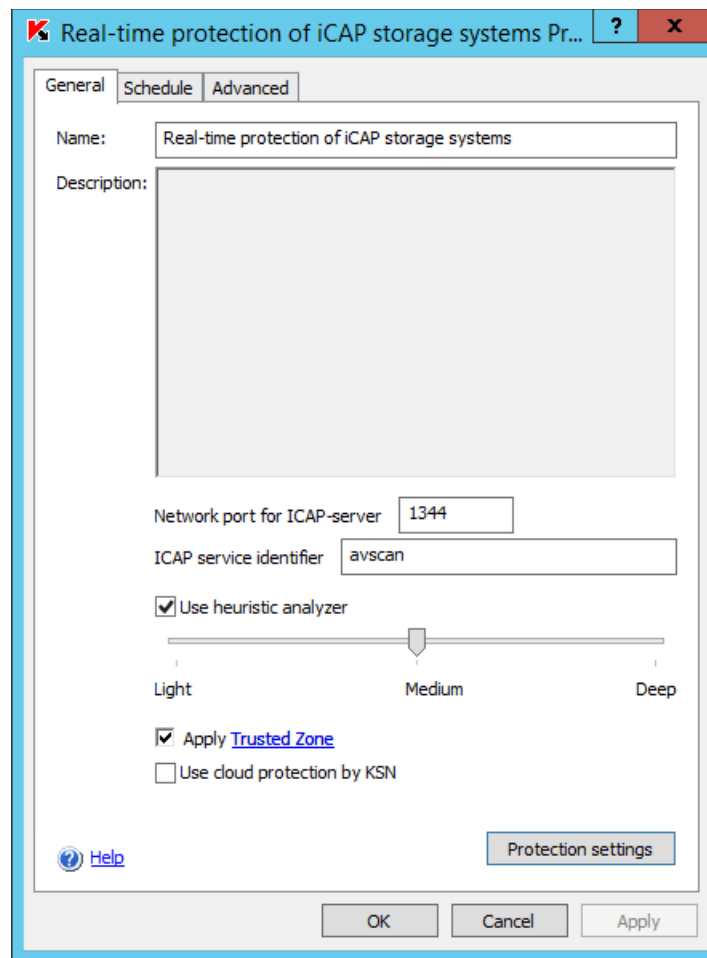 Real-time protection of iCAP storage systems Pr... ? x
General Schedule Advanced
Name: Real-time protection of iCAP storage systems
Description:
Network port for ICAP-server 1344
ICAP service identifier avscan
Use heuristic analyzer
Light Medium Deep
Apply Trusted Zone
Use cloud protection by KSN
Help Protection settings
OK Cancel Apply